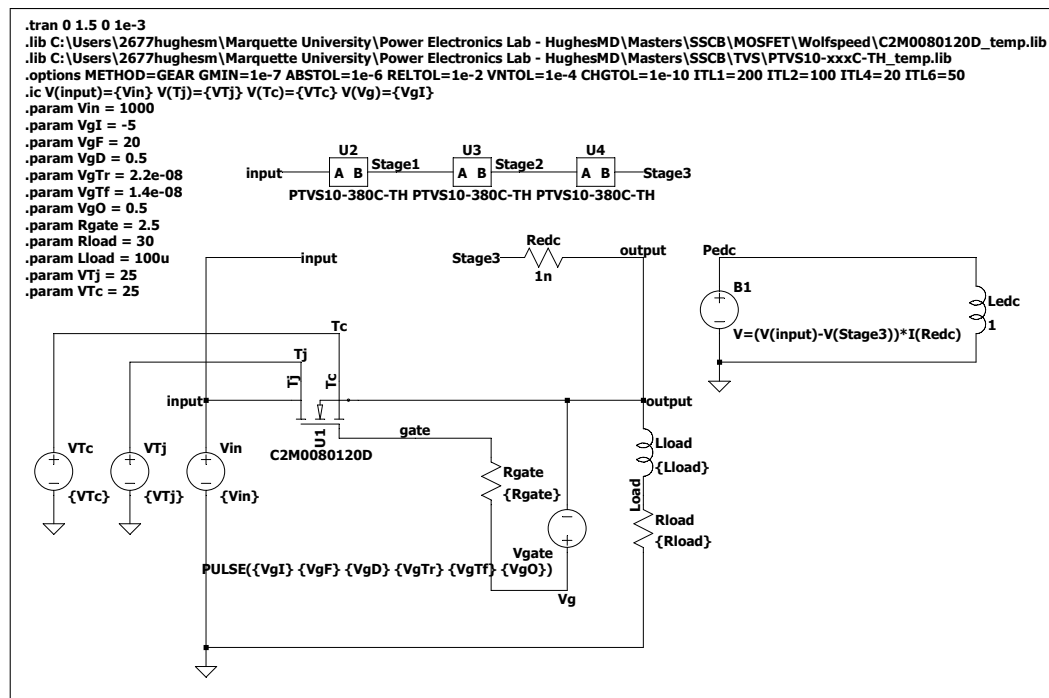 .tran 0 1.5 0 1e-3
.lib C:\Users\2677hughesm\Marquette University\Power Electronics Lab - HughesMD\Masters\SSCB\MOSFET\Wolfspeed\C2M0080120D_temp.lib
.lib C:\Users\2677hughesm\Marquette University\Power Electronics Lab - HughesMD\Masters\SSCB\TVS\PTVS10-xxxC-TH_temp.lib
.options METHOD=GEAR GMIN=1e-7 ABSTOL=1e-6 RELTOL=1e-2 VNTOL=1e-4 CHGTOL=1e-10 ITL1=200 ITL2=100 ITL4=20 ITL6=50
.ic V(input)={Vin} V(Tj)={VTj} V(Tc)={VTc} V(Vg)={VgI}
.param Vin = 1000
.param VgI = -5
.param VgF = 20
.param VgD = 0.5
.param VgTr = 2.2e-08
.param VgTf = 1.4e-08
.param VgO = 0.5
.param Rgate = 2.5
.param Rload = 30
.param Lload = 100u
.param VTj = 25
.param VTc = 25
U2 U3 U4
input A B Stage1 A B Stage2 A B Stage3
PTVS10-380C-TH PTVS10-380C-TH PTVS10-380C-TH
input Stage3 Redc output
1n
Pedc
B1
V=(V(input)-V(Stage3))*I(Redc)
Ledc
1
Tc
Tj
Tj
Tc
input
output
U1
C2M0080120D
gate
VTc
{VTc}
VTj
{VTj}
Vin
{Vin}
Rgate
{Rgate}
Lload
{Lload}
Load
Rload
{Rload}
Vgate
PULSE({VgI} {VgF} {VgD} {VgTr} {VgTf} {VgO})
Vg